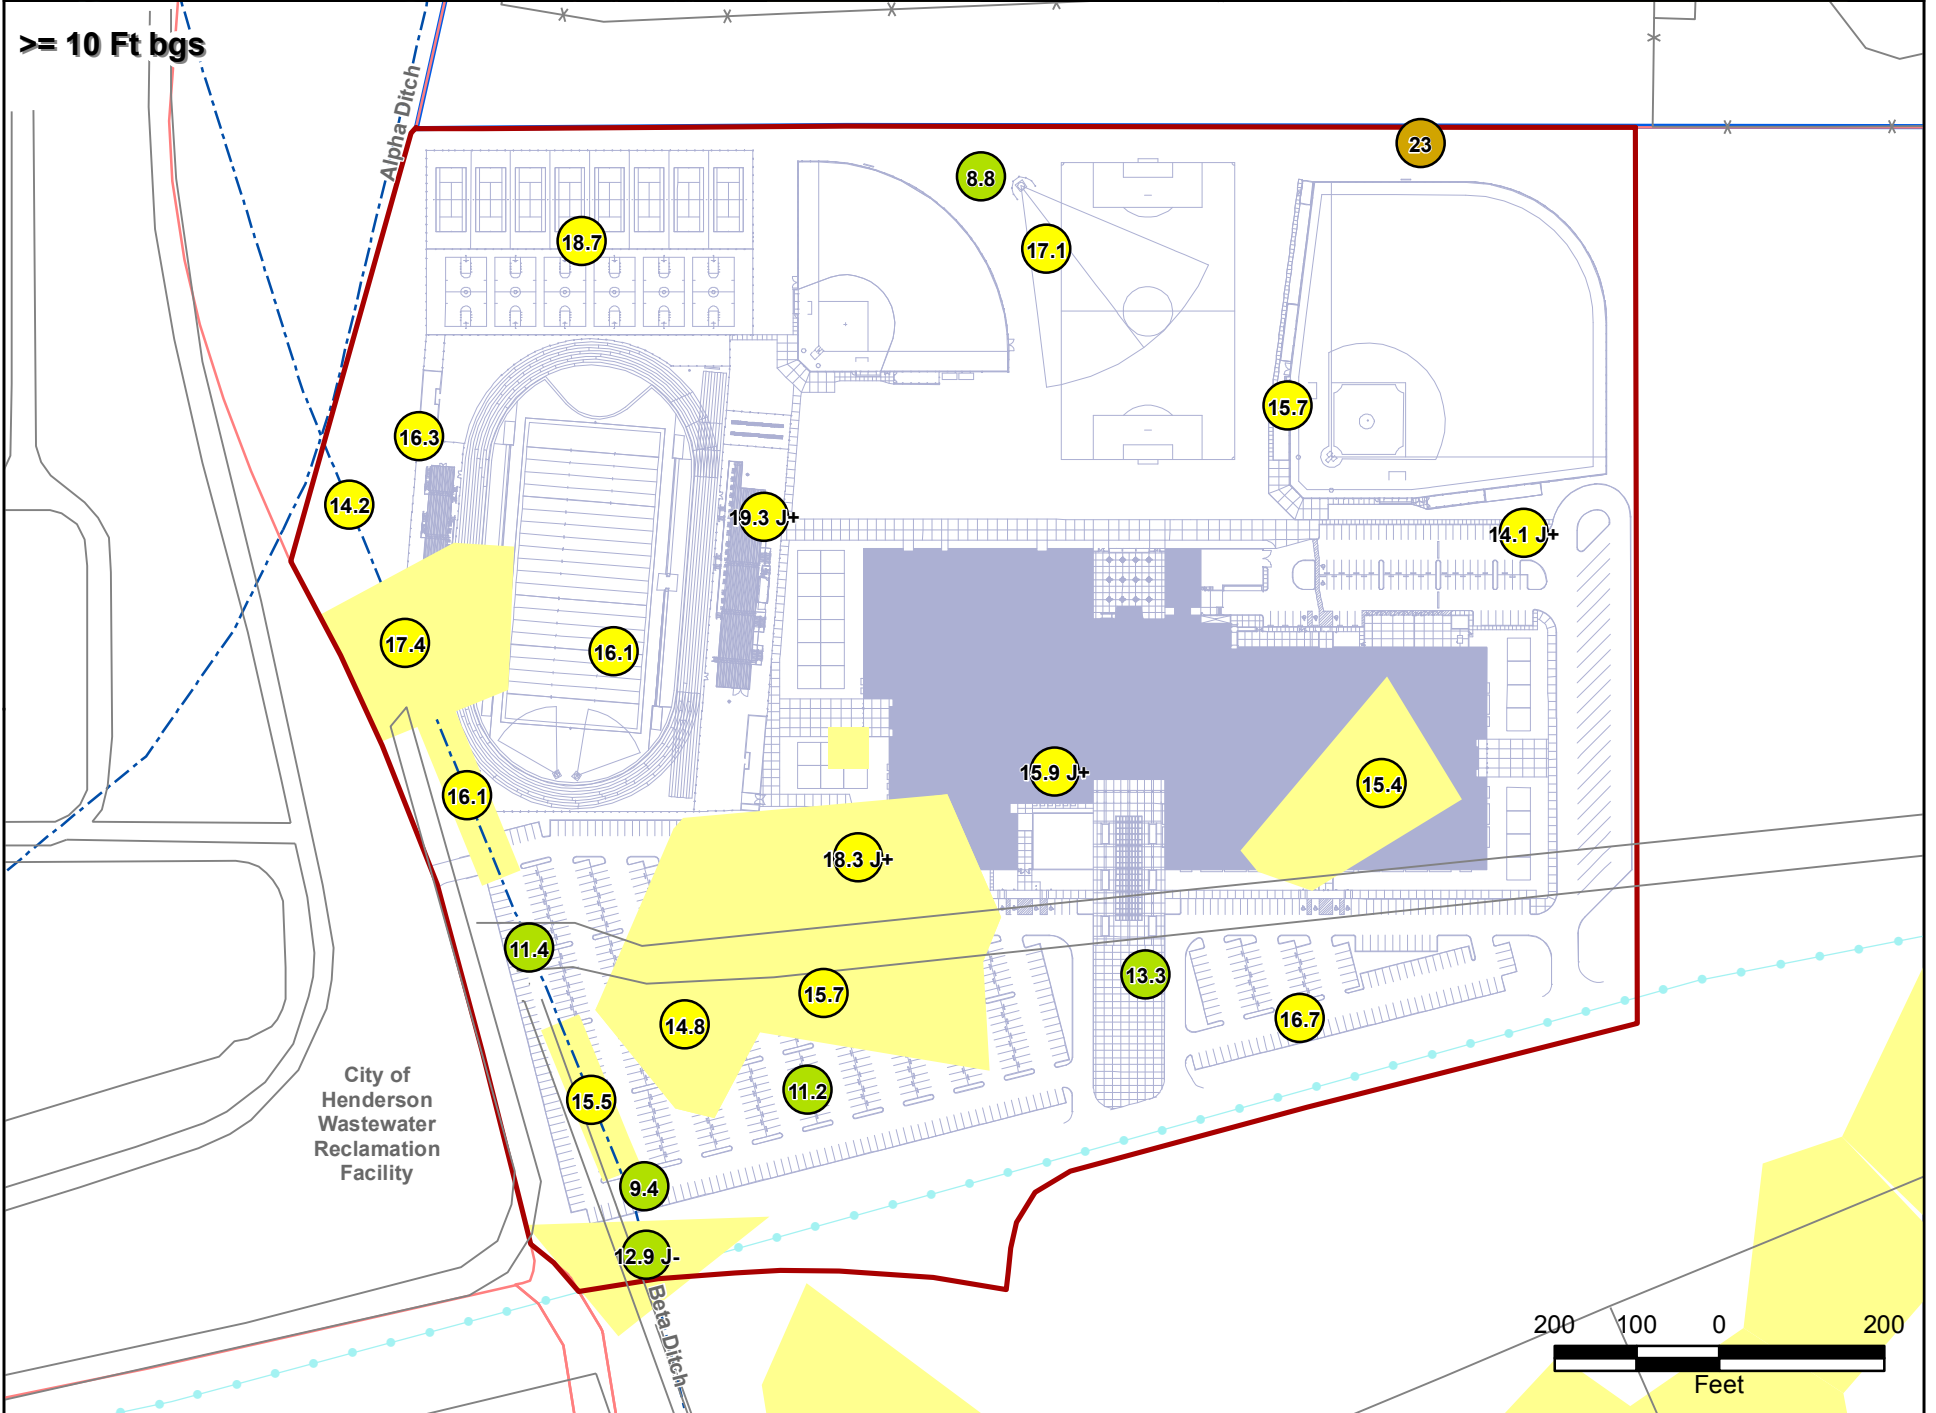 >= 10 Ft bgs
Alpha Ditch
23
8.8
18.7
17.1
15.7
16.3
14.2
19.3 J+
14.1 J+
17.4
16.1
15.9 J+
15.4
16.1
18.3 J+
11.4
13.3
15.7
14.8
16.7
11.2
15.5
City of
Henderson
Wastewater
Reclamation
Facility
9.4
12.9 J-
Beta Ditch
200 100 0 200
Feet